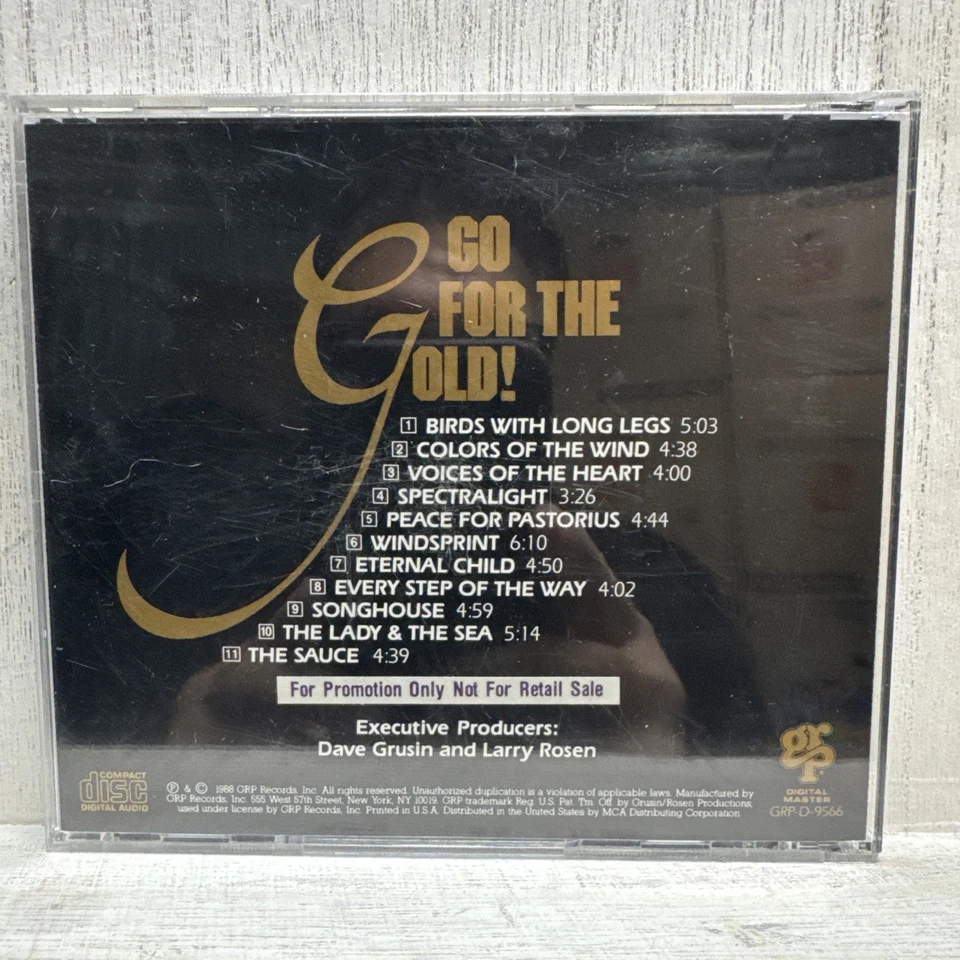 GO
FOR THE
GOLD!
1 BIRDS WITH LONG LEGS 5:03
2 COLORS OF THE WIND 4:38
3 VOICES OF THE HEART 4:00
4 SPECTRALIGHT 3:26
5 PEACE FOR PASTORIUS 4:44
6 WINDSPRINT 6:10
7 ETERNAL CHILD 4:50
8 EVERY STEP OF THE WAY 4:02
9 SONGHOUSE 4:59
10 THE LADY & THE SEA 5:14
11 THE SAUCE 4:39
For Promotion Only Not For Retail Sale
Executive Producers:
Dave Grusin and Larry Rosen
COMPACT
disc
DIGITAL AUDIO
℗ & © 1988 GRP Records, Inc. All rights reserved. Unauthorized duplication is a violation of applicable laws. Manufactured by
GRP Records, Inc. 555 West 57th Street, New York, NY 10019. GRP trademark Reg. U.S. Pat. Tm. Off. by Grusin/Rosen Productions,
used under license by GRP Records, Inc. Printed in U.S.A. Distributed in the United States by MCA Distributing Corporation
grp
DIGITAL
MASTER
GRP-D-9566